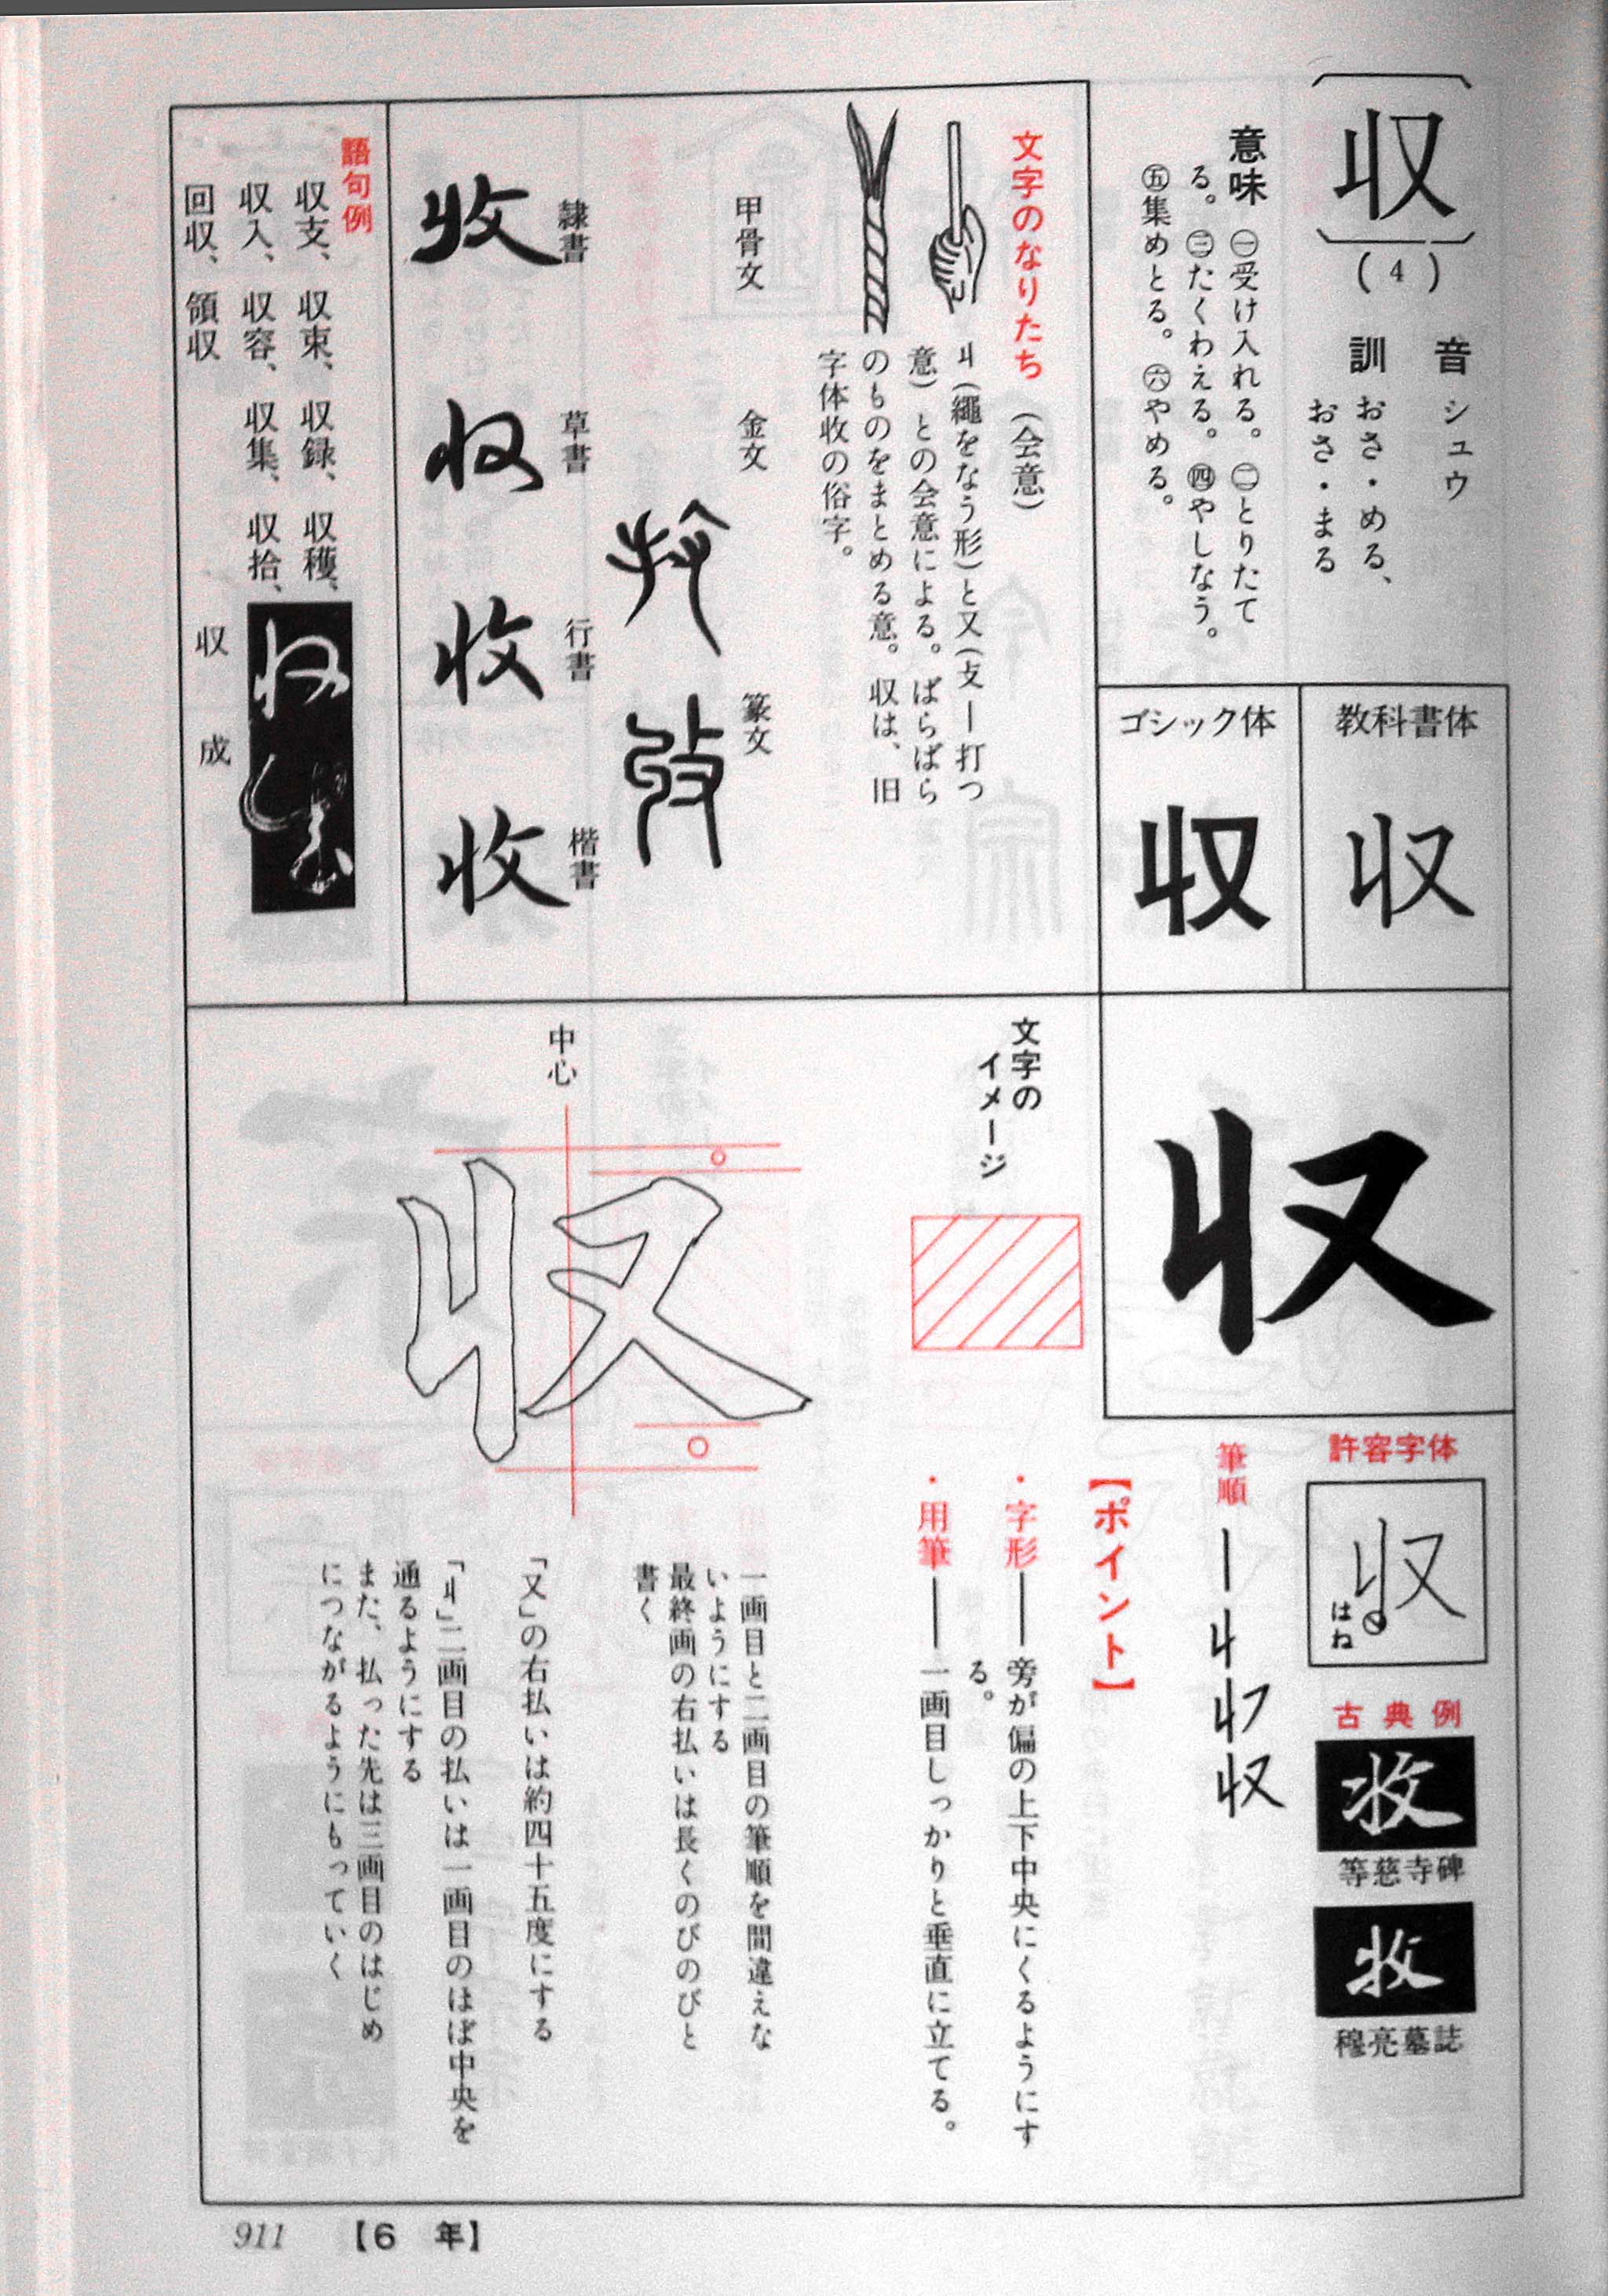 収
(4)
音 シュウ
訓 おさ・める、
おさ・まる
意味 ㊀受け入れる。㊁とりたて
る。㊂たくわえる。㊃やしなう。
㊄集めとる。㊅やめる。
教科書体
収
ゴシック体
収
収
許容字体
収
はね
古典例
收
等慈寺碑
收
穆亮墓誌
筆順
収
文字のなりたち (会意)
丩(繩をなう形)と又(攴—打つ
意) との会意による。ばらばら
のものをまとめる意。収は、旧
字体收の俗字。
甲骨文 金文 篆文
隷書 草書 行書 楷書
收 収 收 收
語句例
収支、収束、収録、収穫、
収入、収容、収集、収拾、
回収、領収
収 成
文字の
イメージ
中心
【ポイント】
・字形——旁が偏の上下中央にくるようにす
る。
・用筆——一画目しっかりと垂直に立てる。
一画目と二画目の筆順を間違えな
いようにする
最終画の右払いは長くのびのびと
書く
「又」の右払いは約四十五度にする
「丩」二画目の払いは一画目のほぼ中央を
通るようにする
また、払った先は三画目のはじめ
につながるようにもっていく
911 【6 年】